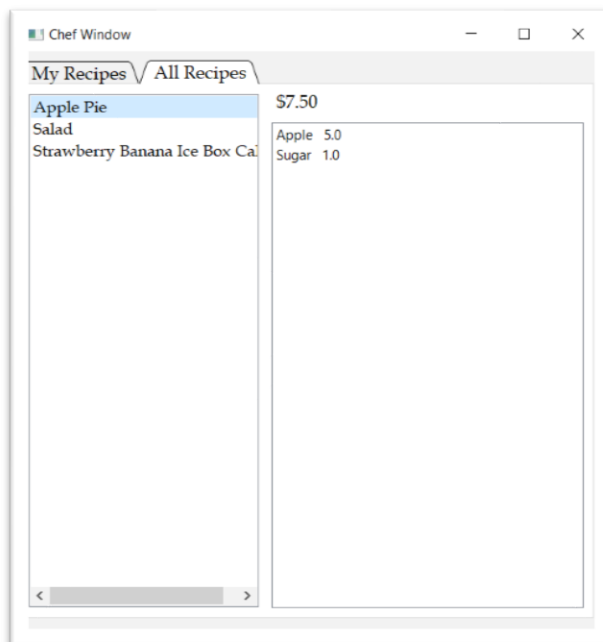 Chef Window
My Recipes All Recipes
Apple Pie
Salad
Strawberry Banana Ice Box
$7.50
Apple 5.0
Sugar 1.0